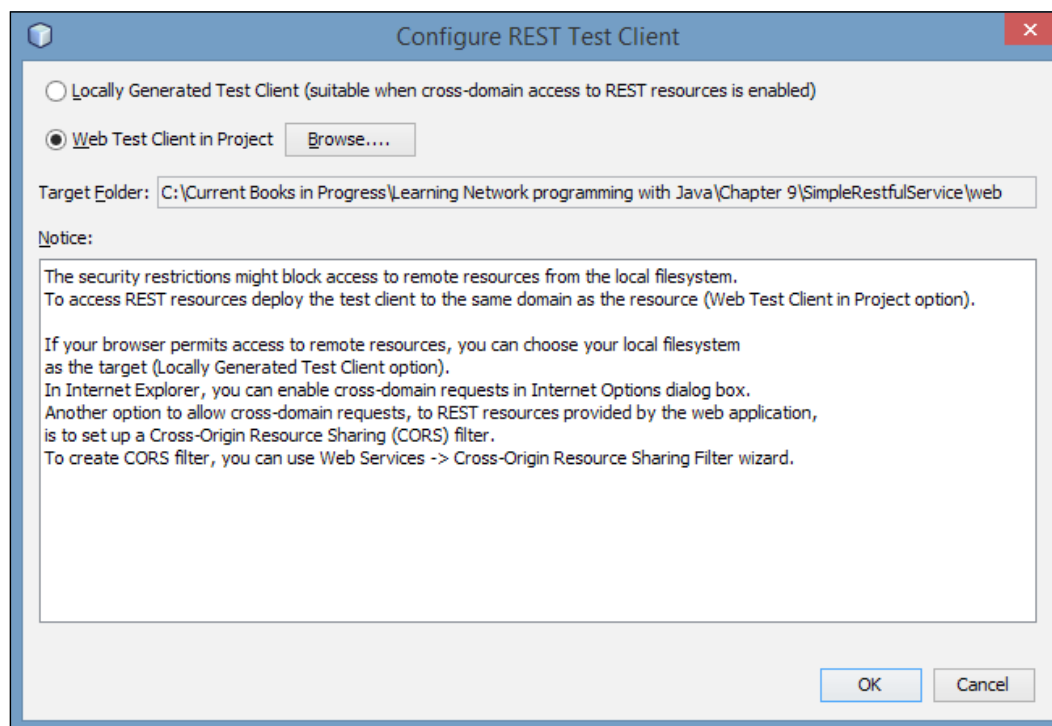 Configure REST Test Client
Locally Generated Test Client (suitable when cross-domain access to REST resources is enabled)
Web Test Client in Project Browse....
Target Folder: C:\Current Books in Progress\Learning Network programming with Java\Chapter 9\SimpleRestfulService\web
Notice:
The security restrictions might block access to remote resources from the local filesystem.
To access REST resources deploy the test client to the same domain as the resource (Web Test Client in Project option).
If your browser permits access to remote resources, you can choose your local filesystem
as the target (Locally Generated Test Client option).
In Internet Explorer, you can enable cross-domain requests in Internet Options dialog box.
Another option to allow cross-domain requests, to REST resources provided by the web application,
is to set up a Cross-Origin Resource Sharing (CORS) filter.
To create CORS filter, you can use Web Services -> Cross-Origin Resource Sharing Filter wizard.
OK Cancel